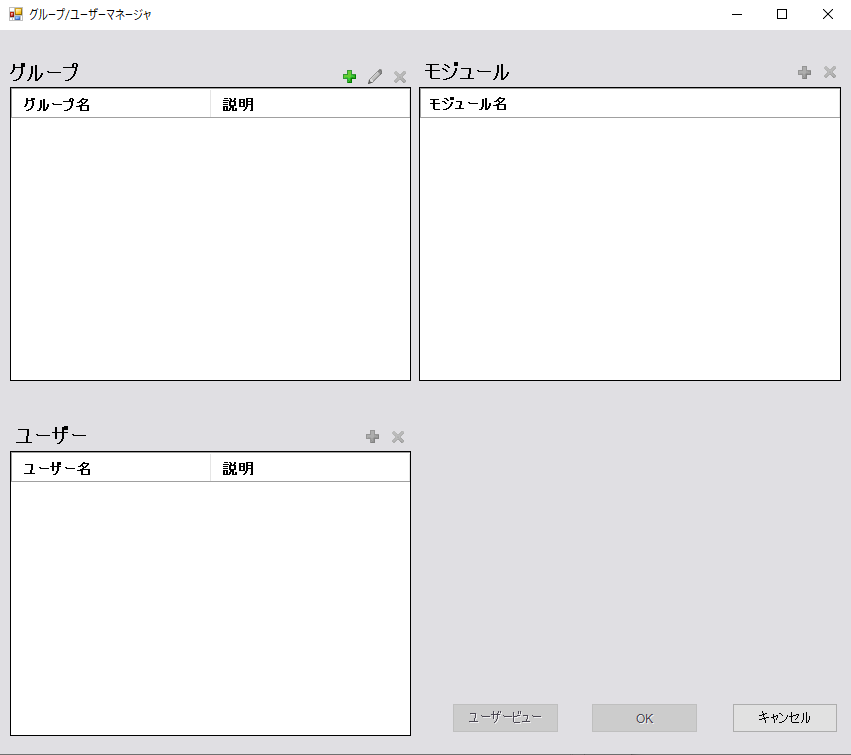 グループ/ユーザーマネージャ
グループ
グループ名 説明
モジュール
モジュール名
ユーザー
ユーザー名 説明
ユーザービュー OK キャンセル